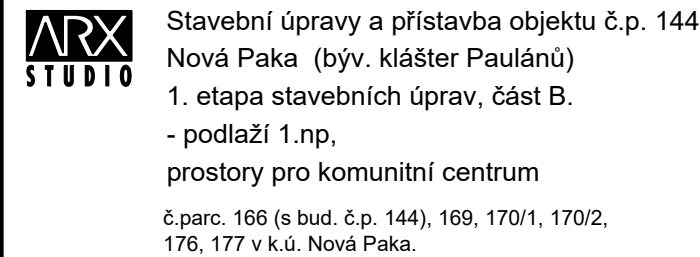 ARX
STUDIO
Stavební úpravy a přístavba objektu č.p. 144
Nová Paka (býv. klášter Paulánů)
1. etapa stavebních úprav, část B.
- podlaží 1.np,
prostory pro komunitní centrum
č.parc. 166 (s bud. č.p. 144), 169, 170/1, 170/2,
176, 177 v k.ú. Nová Paka.